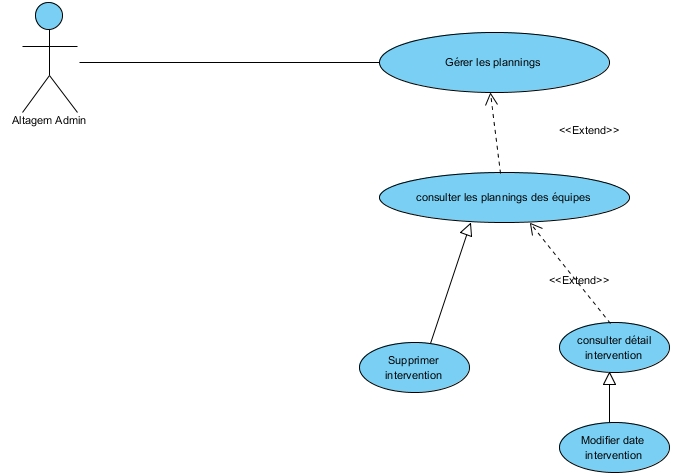 Gérer les plannings
Altagem Admin
<<Extend>>
consulter les plannings des équipes
<<Extend>>
consulter détail
intervention
Supprimer
intervention
Modifier date
intervention